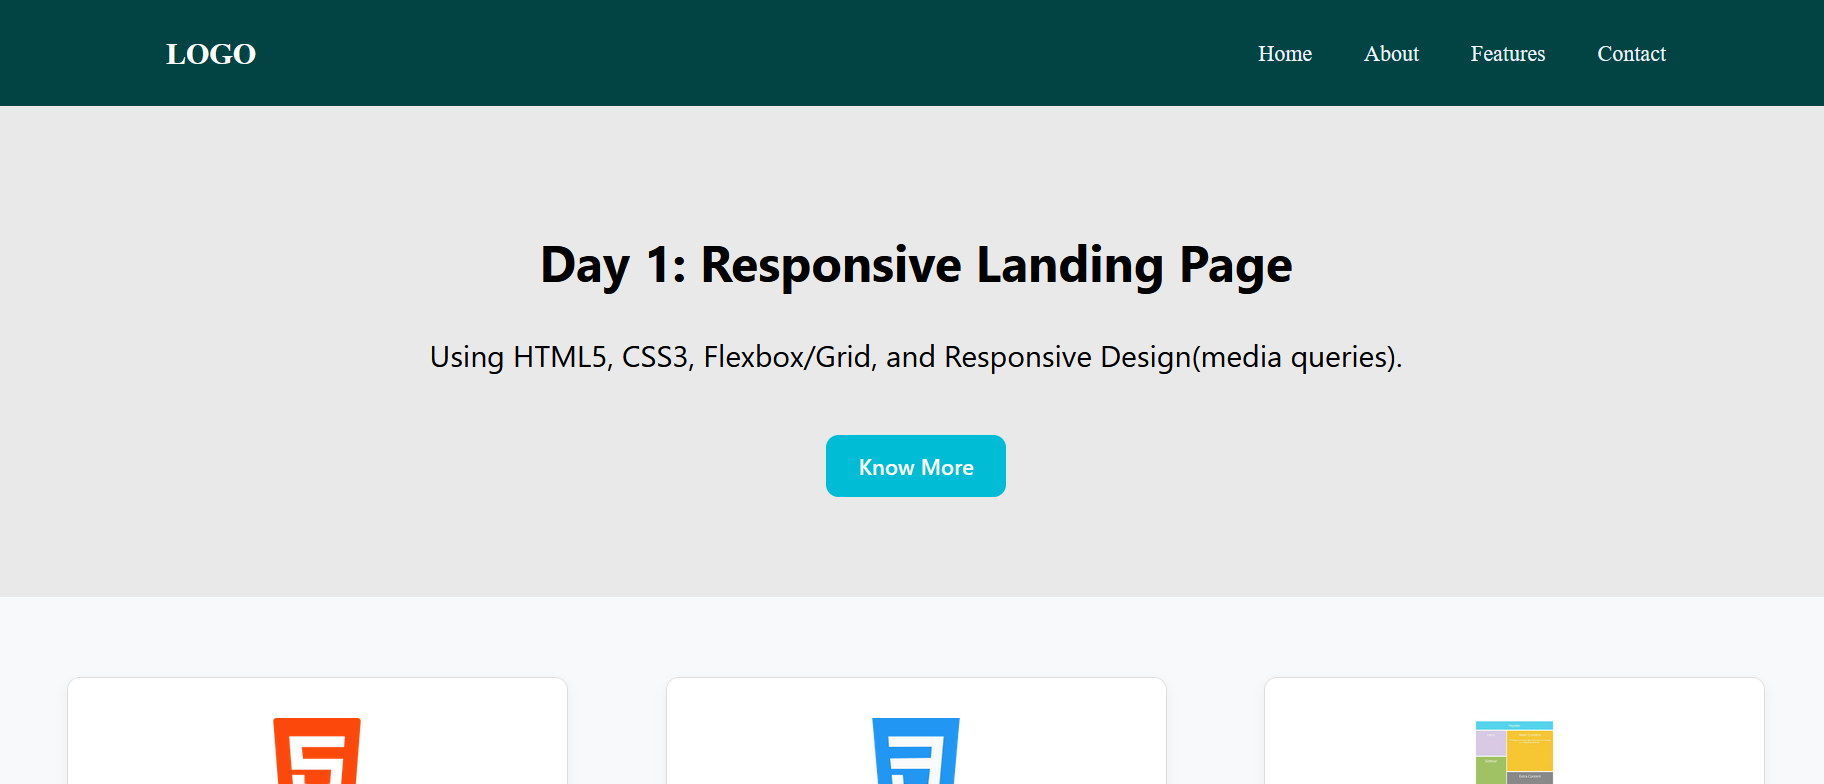 LOGO
Home About Features Contact
Day 1: Responsive Landing Page
Using HTML5, CSS3, Flexbox/Grid, and Responsive Design(media queries).
Know More